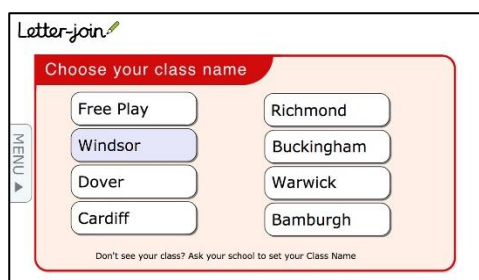 Letter-join
Choose your class name
Free Play
Windsor
Dover
Cardiff
Richmond
Buckingham
Warwick
Bamburgh
MENU ▲
Don't see your class? Ask your school to set your Class Name